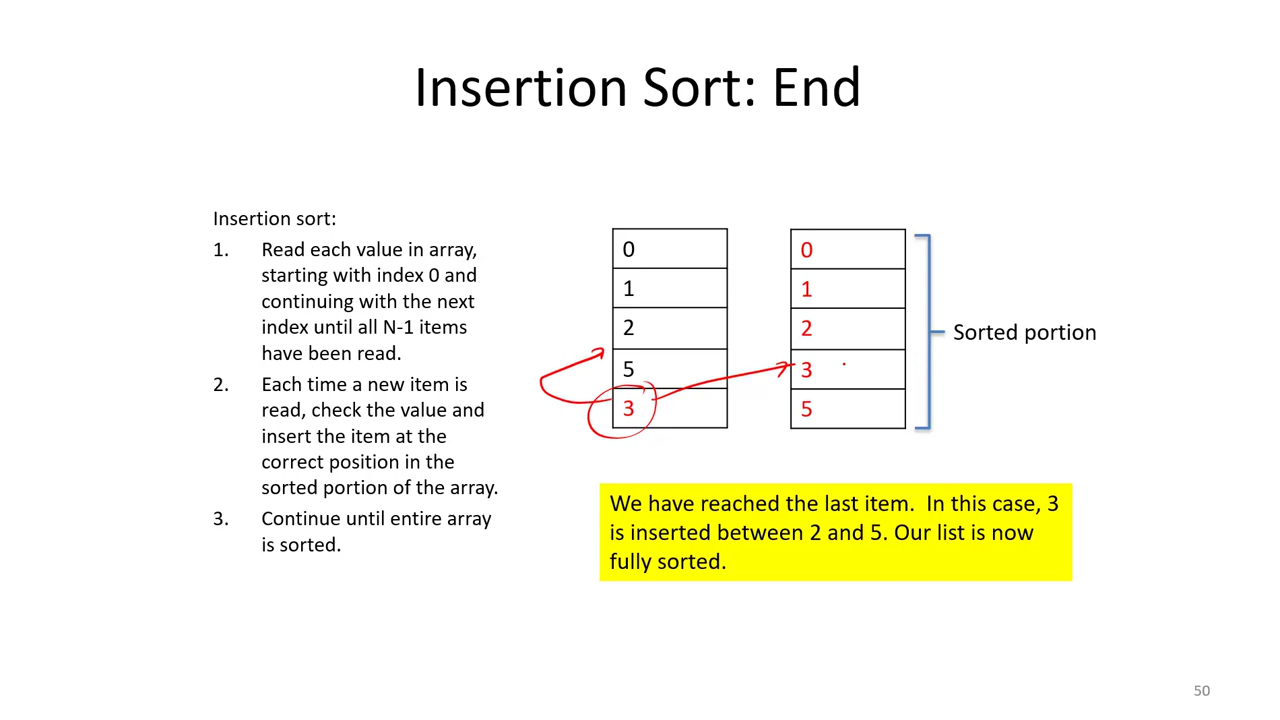 Insertion Sort: End
Insertion sort:
1. Read each value in array,
starting with index 0 and
continuing with the next
index until all N-1 items
have been read.
2. Each time a new item is
read, check the value and
insert the item at the
correct position in the
sorted portion of the array.
3. Continue until entire array
is sorted.
0
1
2
5
3
0
1
2
3
5
Sorted portion
We have reached the last item. In this case, 3
is inserted between 2 and 5. Our list is now
fully sorted.
50